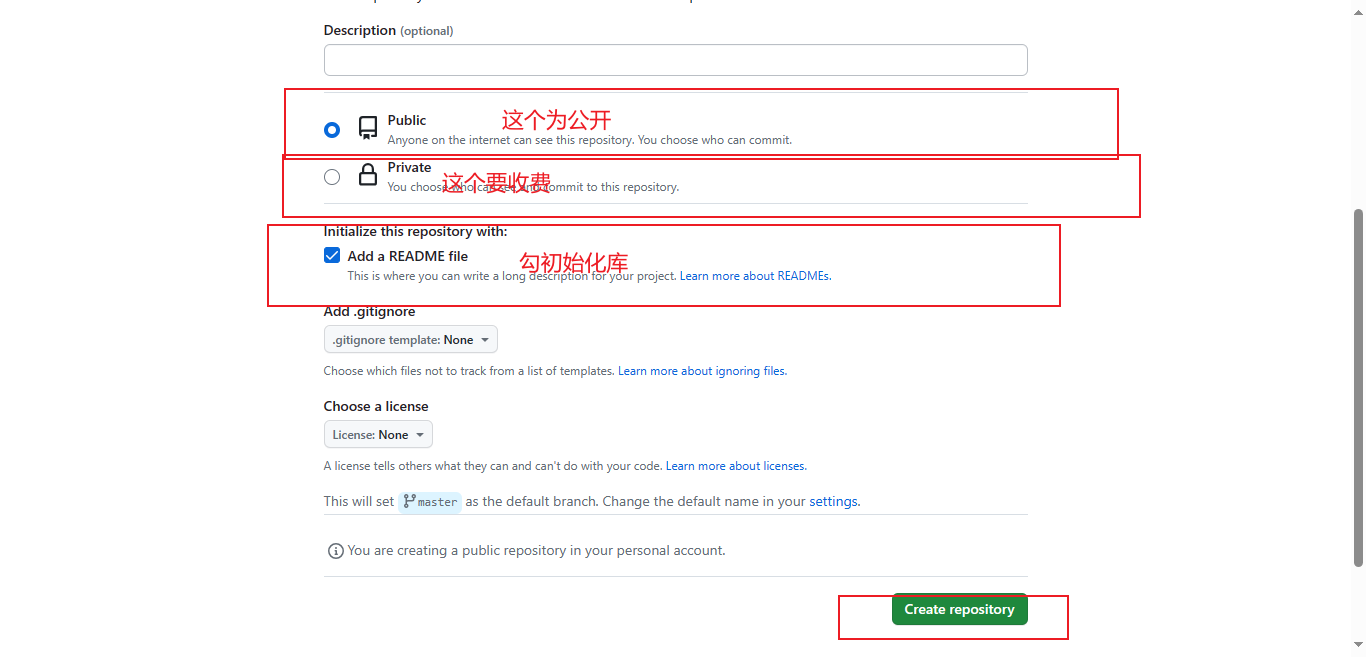 Description (optional)
Public
这个为公开
Anyone on the internet can see this repository. You choose who can commit.
Private
这个要收费
You choose who can see and commit to this repository.
Initialize this repository with:
Add a README file
勾初始化库
This is where you can write a long description for your project. Learn more about READMEs.
Add .gitignore
.gitignore template: None
Choose which files not to track from a list of templates. Learn more about ignoring files.
Choose a license
License: None
A license tells others what they can and can't do with your code. Learn more about licenses.
This will set master as the default branch. Change the default name in your settings.
You are creating a public repository in your personal account.
Create repository